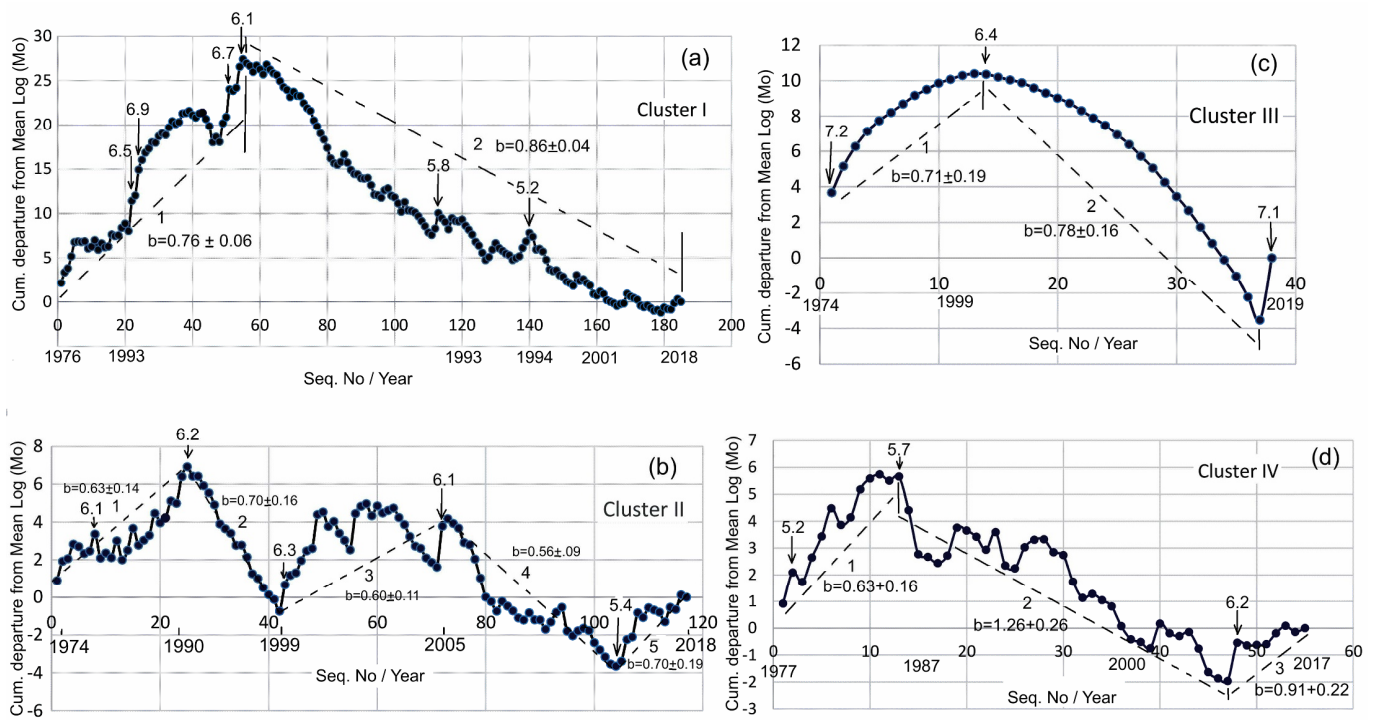 (a)
Cluster I
Cum. departure from Mean Log (Mo)
30
25
20
15
10
5
0
6.1
6.7
6.9
6.5
5.8
5.2
2 b=0.86±0.04
1
b=0.76 ± 0.06
0 20 40 60 80 100 120 140 160 180 200
1976 1993 1993 1994 2001 2018
Seq. No / Year
(c)
Cluster III
Cum. departure from Mean Log (Mo)
12
10
8
6
4
2
0
-2
-4
-6
6.4
7.2
7.1
1
b=0.71±0.19
2
b=0.78±0.16
0 10 20 30 40
1974 1999 2019
Seq. No / Year
(b)
Cluster II
Cum. departure from Mean Log (Mo)
8
6
4
2
0
-2
-4
-6
6.2
b=0.63±0.14
6.1 1
b=0.70±0.16
2
6.3
6.1
3
b=0.60±0.11
b=0.56±.09
4
5.4
5
b=0.70±0.19
0 20 40 60 80 100 120
1974 1990 1999 2005 2018
Seq. No / Year
(d)
Cluster IV
Cum. departure from Mean Log (Mo)
7
6
5
4
3
2
1
0
-1
-2
-3
5.7
5.2
1
b=0.63+0.16
2
b=1.26+0.26
6.2
3
b=0.91+0.22
0 10 20 30 40 50 60
1977 1987 2000 2017
Seq. No / Year